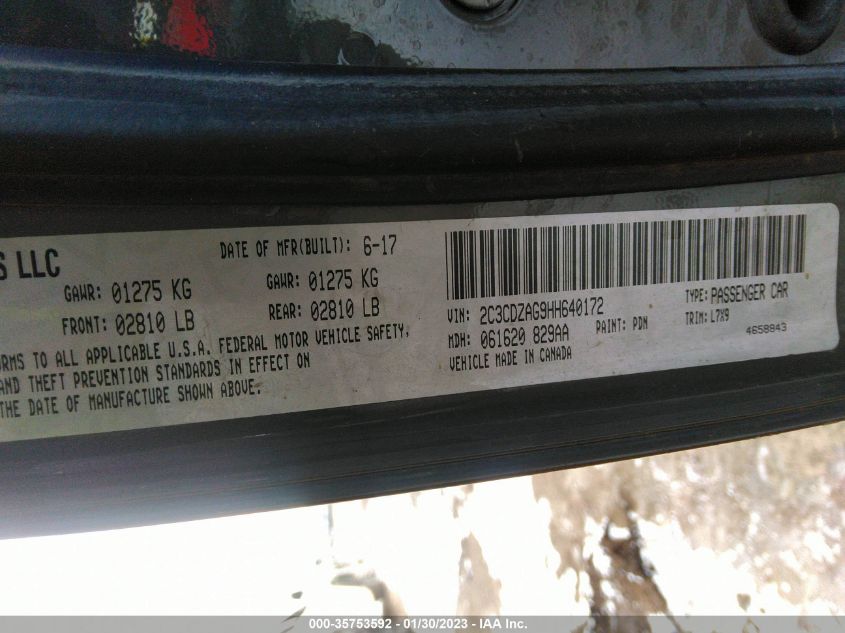 S LLC
DATE OF MFR(BUILT): 6-17
GAWR: 01275 KG GAWR: 01275 KG
FRONT: 02810 LB REAR: 02810 LB
ORMS TO ALL APPLICABLE U.S.A. FEDERAL MOTOR VEHICLE SAFETY,
AND THEFT PREVENTION STANDARDS IN EFFECT ON
THE DATE OF MANUFACTURE SHOWN ABOVE.
VIN: 2C3CDZAG9HH640172 TYPE: PASSENGER CAR
MDH: 061620 829AA PAINT: PDN TRIM: L7X9
VEHICLE MADE IN CANADA 4658843
000-35753592 - 01/30/2023 - IAA Inc.